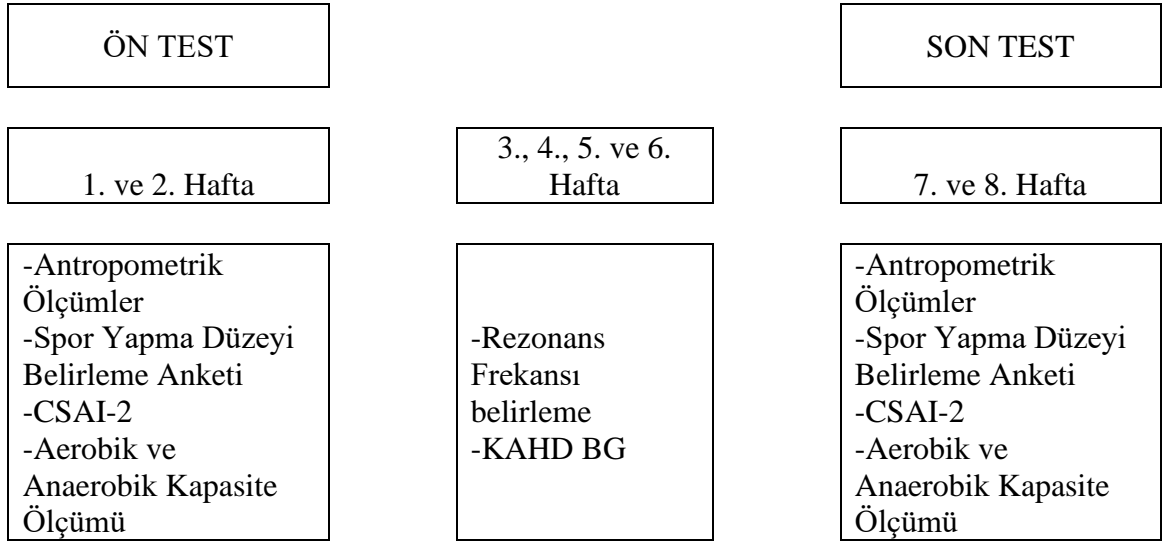 ÖN TEST
SON TEST
1. ve 2. Hafta
3., 4., 5. ve 6.
Hafta
7. ve 8. Hafta
-Antropometrik
Ölçümler
-Spor Yapma Düzeyi
Belirleme Anketi
-CSAI-2
-Aerobik ve
Anaerobik Kapasite
Ölçümü
-Rezonans
Frekansı
belirleme
-KAHD BG
-Antropometrik
Ölçümler
-Spor Yapma Düzeyi
Belirleme Anketi
-CSAI-2
-Aerobik ve
Anaerobik Kapasite
Ölçümü